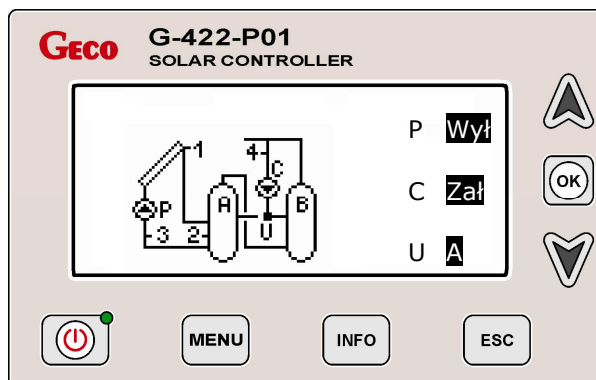 GECO
G-422-P01
SOLAR CONTROLLER
P Wył
1
4
C
C Zał
A
B
P
3
2
U
U A
OK
MENU
INFO
ESC